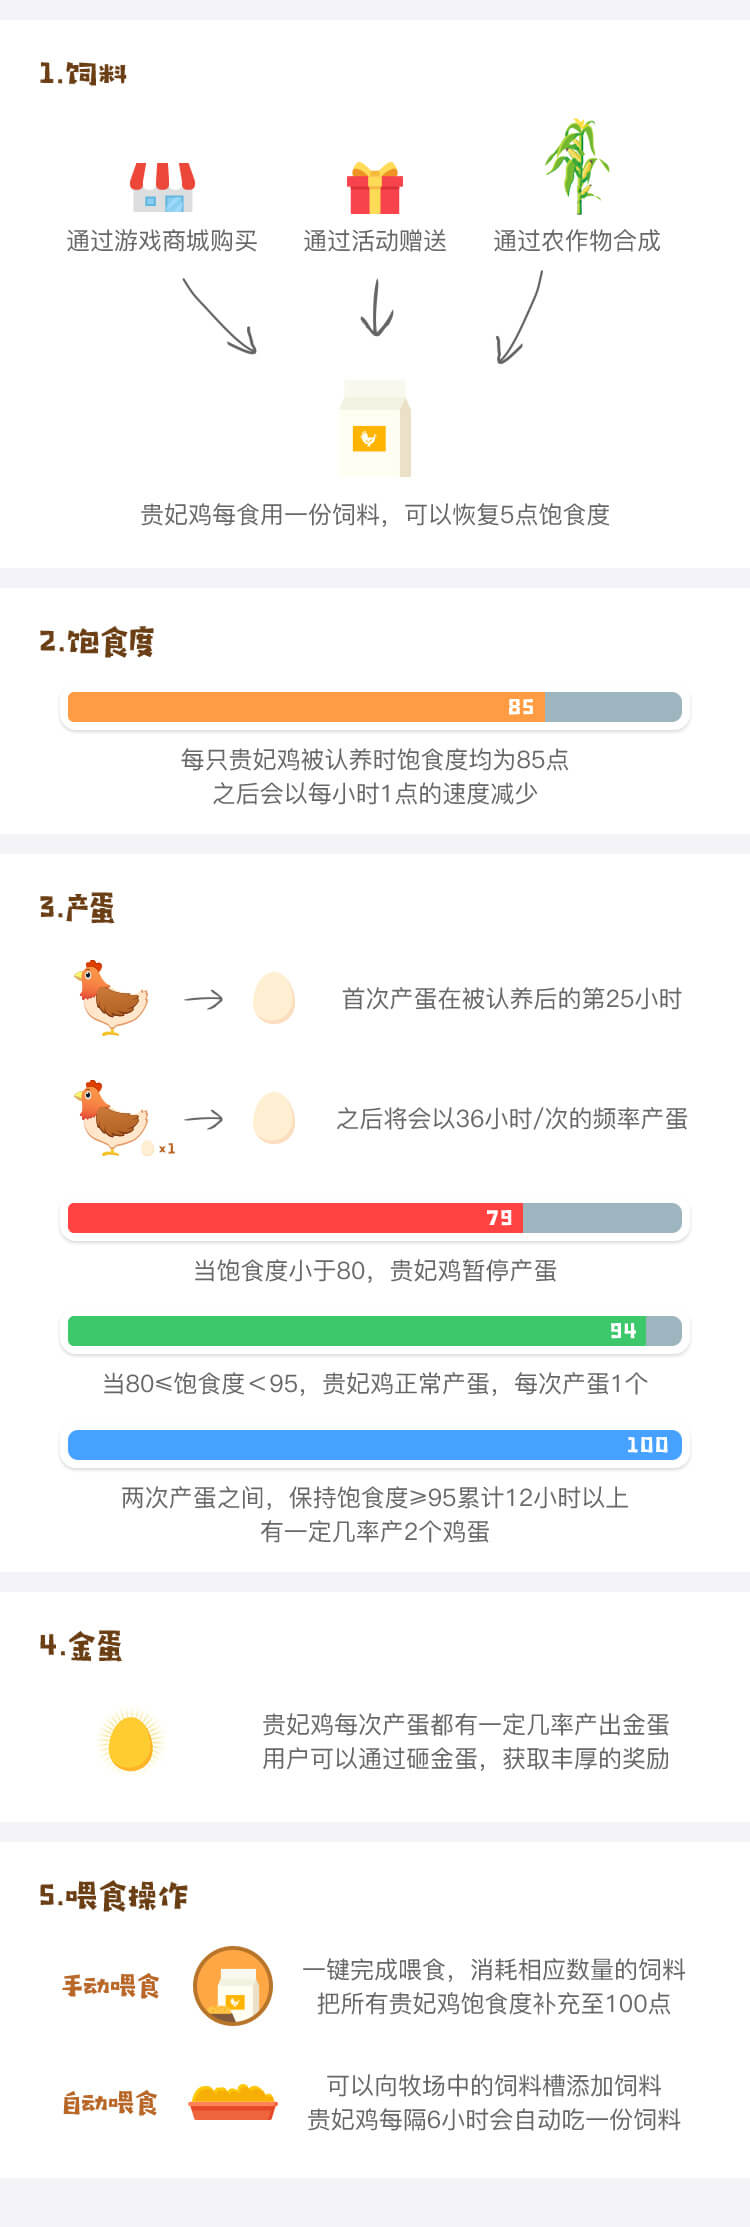 1.饲料
通过游戏商城购买
通过活动赠送
通过农作物合成
贵妃鸡每食用一份饲料，可以恢复5点饱食度
2.饱食度
85
每只贵妃鸡被认养时饱食度均为85点
之后会以每小时1点的速度减少
3.产蛋
首次产蛋在被认养后的第25小时
x1
之后将会以36小时/次的频率产蛋
79
当饱食度小于80，贵妃鸡暂停产蛋
94
当80≤饱食度＜95，贵妃鸡正常产蛋，每次产蛋1个
100
两次产蛋之间，保持饱食度≥95累计12小时以上
有一定几率产2个鸡蛋
4.金蛋
贵妃鸡每次产蛋都有一定几率产出金蛋
用户可以通过砸金蛋，获取丰厚的奖励
5.喂食操作
手动喂食
一键完成喂食，消耗相应数量的饲料
把所有贵妃鸡饱食度补充至100点
自动喂食
可以向牧场中的饲料槽添加饲料
贵妃鸡每隔6小时会自动吃一份饲料